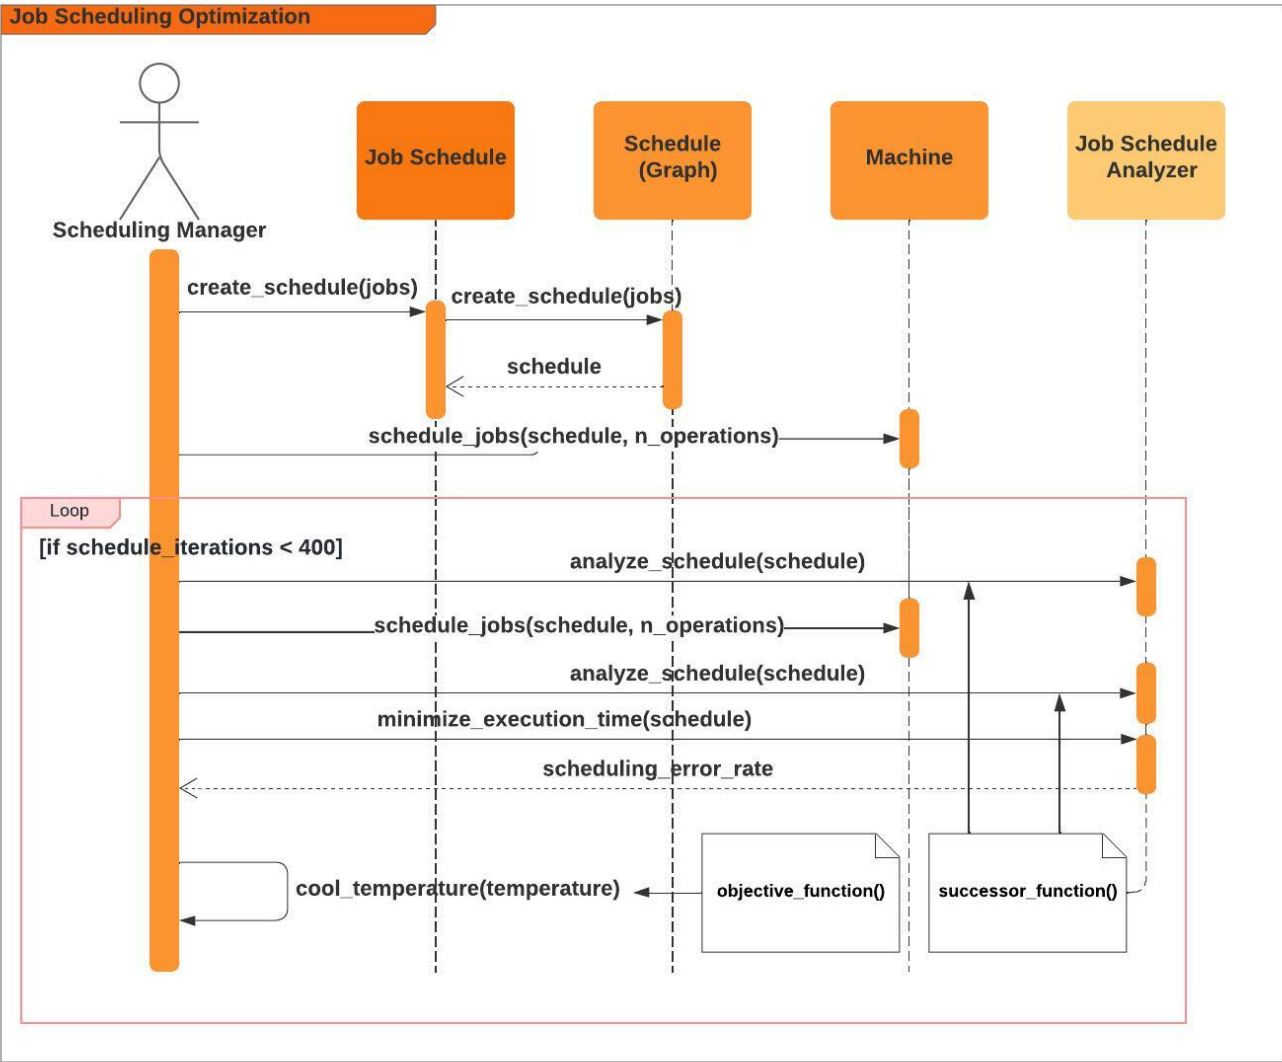 Job Scheduling Optimization
Scheduling Manager
Job Schedule
Schedule
(Graph)
Machine
Job Schedule
Analyzer
create_schedule(jobs)
create_schedule(jobs)
schedule
schedule_jobs(schedule, n_operations)
Loop
[if schedule_iterations < 400]
analyze_schedule(schedule)
schedule_jobs(schedule, n_operations)
analyze_schedule(schedule)
minimize_execution_time(schedule)
scheduling_error_rate
cool_temperature(temperature)
objective_function()
successor_function()